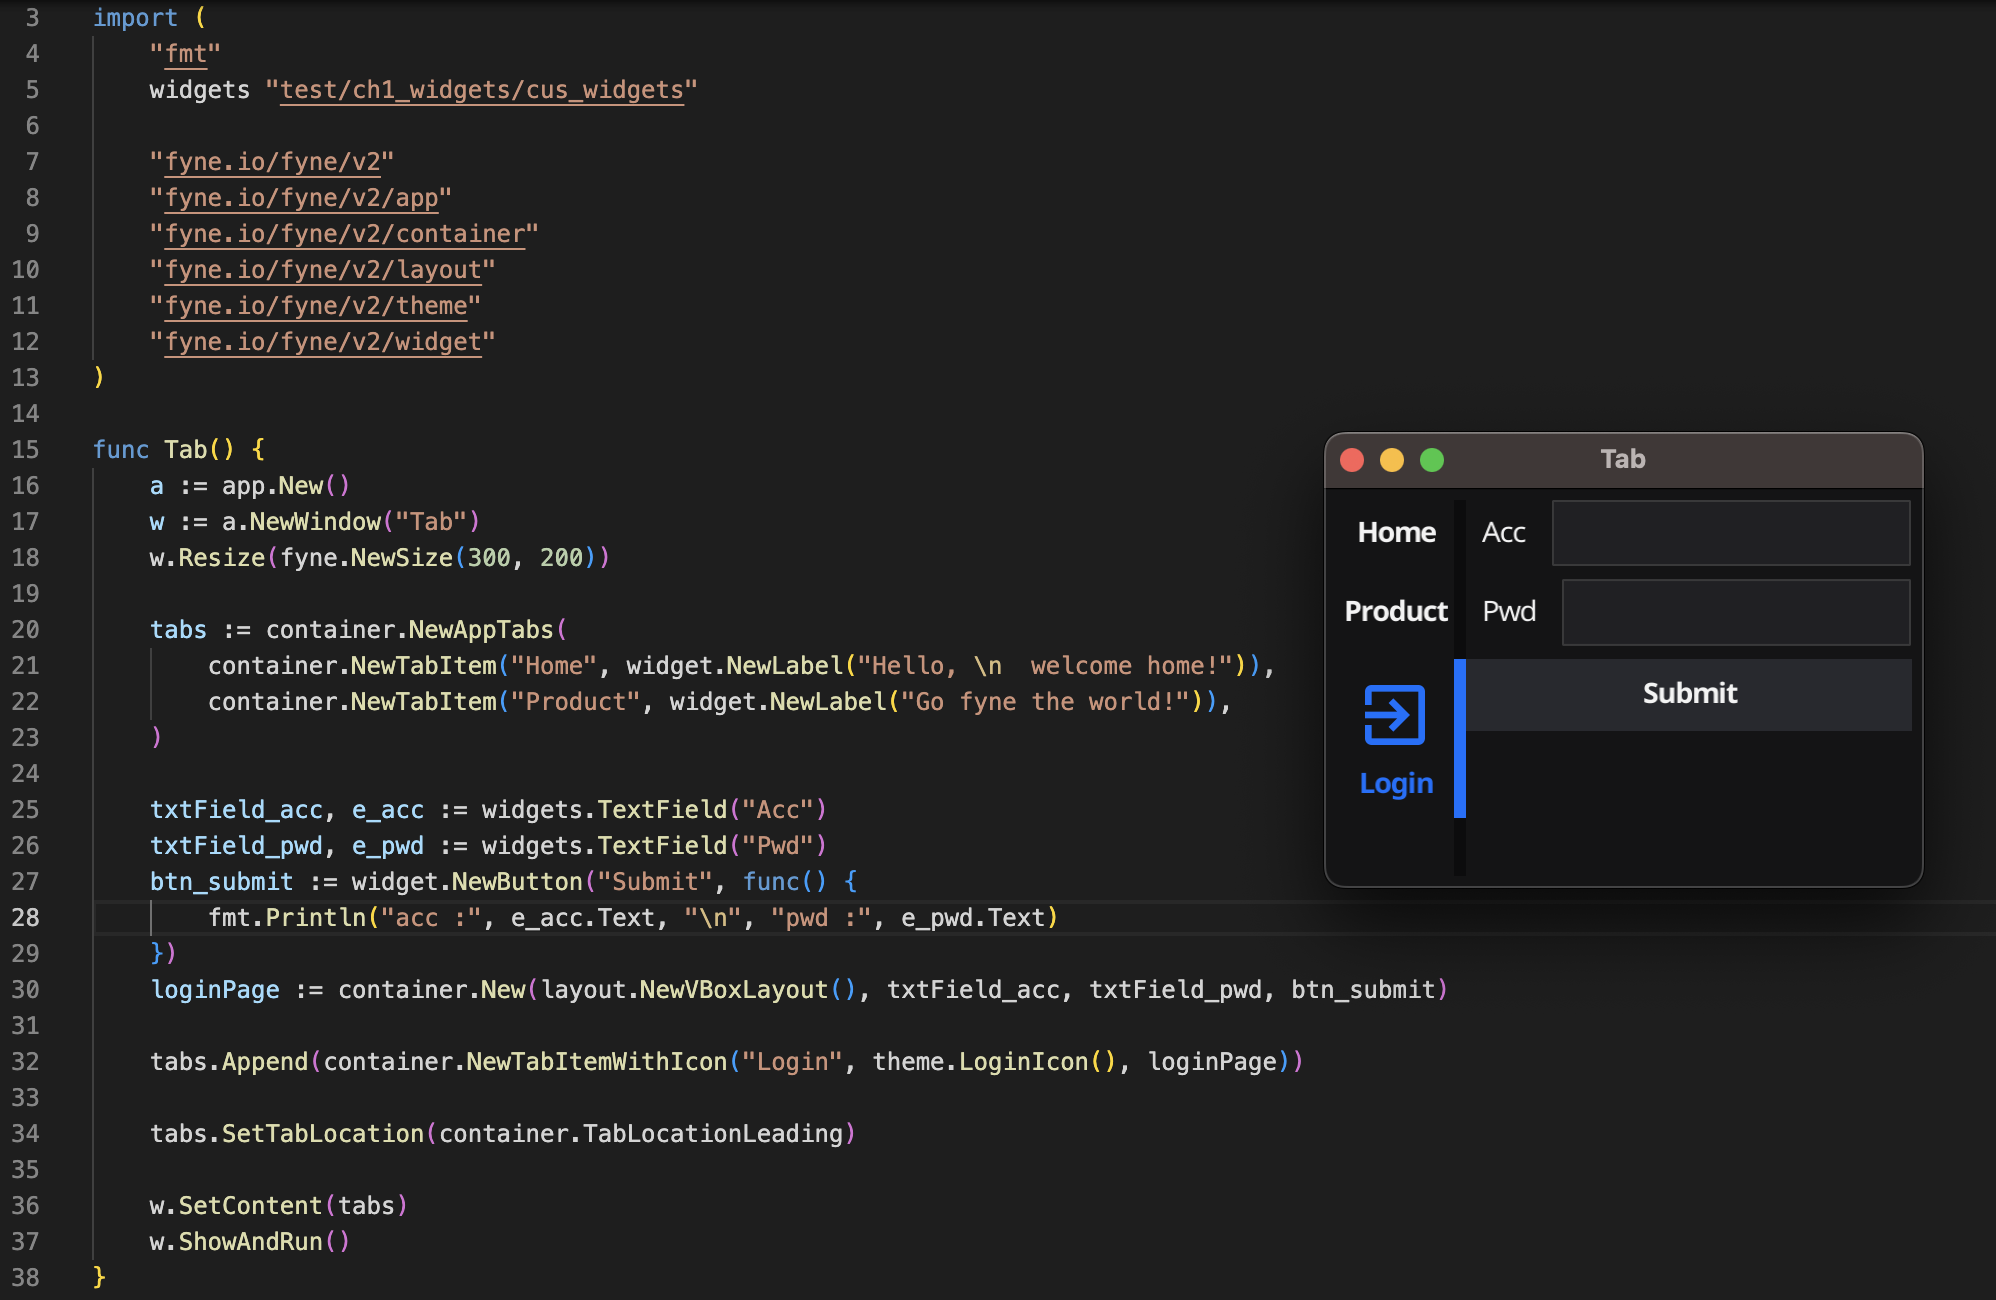 3 import (
4 "fmt"
5 widgets "test/ch1_widgets/cus_widgets"
6
7 "fyne.io/fyne/v2"
8 "fyne.io/fyne/v2/app"
9 "fyne.io/fyne/v2/container"
10 "fyne.io/fyne/v2/layout"
11 "fyne.io/fyne/v2/theme"
12 "fyne.io/fyne/v2/widget"
13 )
14
15 func Tab() {
16 a := app.New()
17 w := a.NewWindow("Tab")
18 w.Resize(fyne.NewSize(300, 200))
19
20 tabs := container.NewAppTabs(
21 container.NewTabItem("Home", widget.NewLabel("Hello, \n  welcome home!")),
22 container.NewTabItem("Product", widget.NewLabel("Go fyne the world!")),
23 )
24
25 txtField_acc, e_acc := widgets.TextField("Acc")
26 txtField_pwd, e_pwd := widgets.TextField("Pwd")
27 btn_submit := widget.NewButton("Submit", func() {
28 fmt.Println("acc :", e_acc.Text, "\n", "pwd :", e_pwd.Text)
29 })
30 loginPage := container.New(layout.NewVBoxLayout(), txtField_acc, txtField_pwd, btn_submit)
31
32 tabs.Append(container.NewTabItemWithIcon("Login", theme.LoginIcon(), loginPage))
33
34 tabs.SetTabLocation(container.TabLocationLeading)
35
36 w.SetContent(tabs)
37 w.ShowAndRun()
38 }
Tab
Home Acc
Product Pwd
Submit
Login